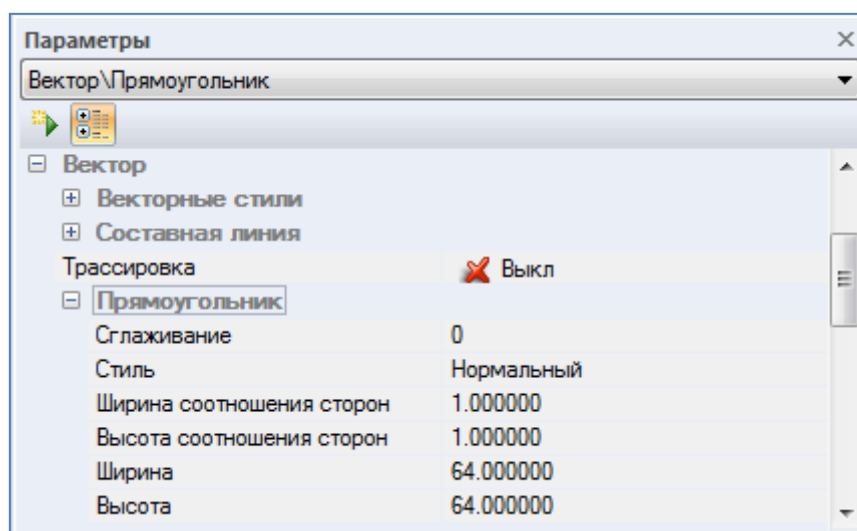 Параметры
Вектор\Прямоугольник
Вектор
Векторные стили
Составная линия
Трассировка Выкл
Прямоугольник
Сглаживание 0
Стиль Нормальный
Ширина соотношения сторон 1.000000
Высота соотношения сторон 1.000000
Ширина 64.000000
Высота 64.000000